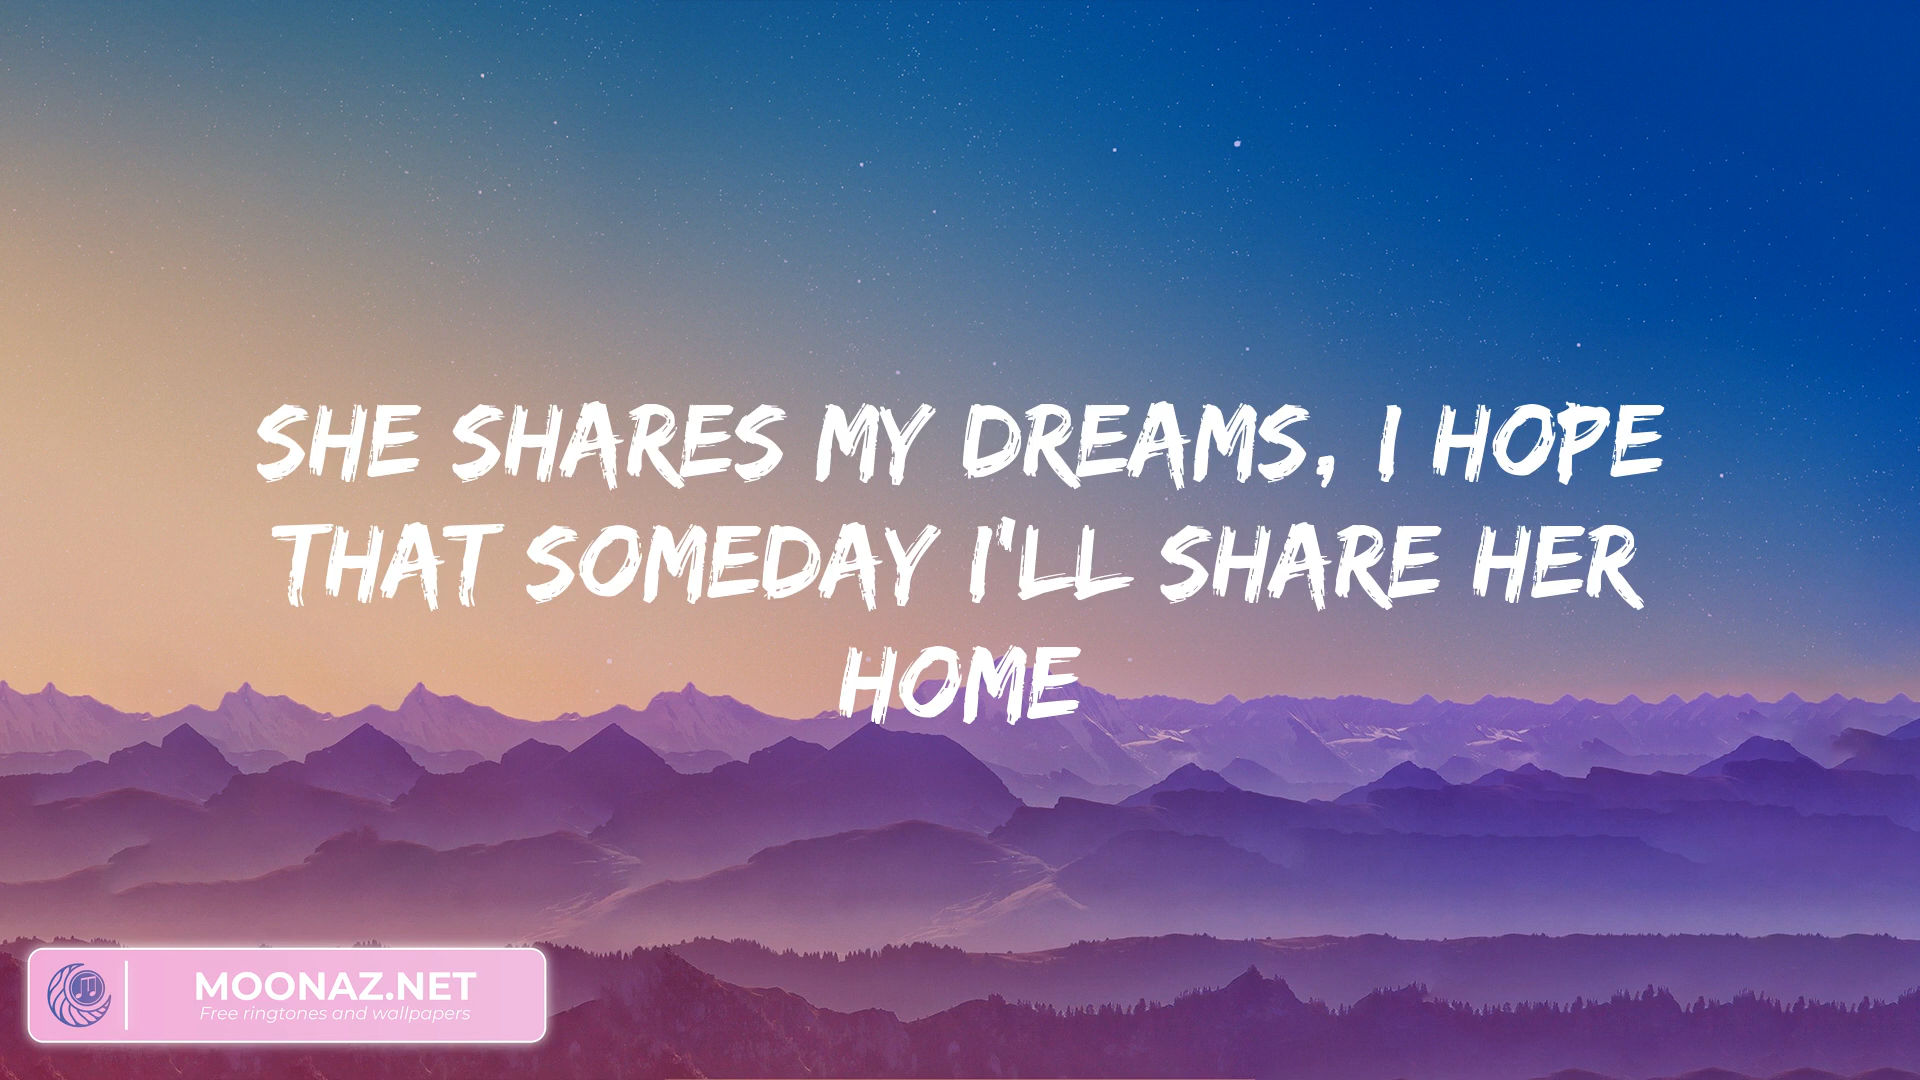 SHE SHARES MY DREAMS, I HOPE
THAT SOMEDAY I'LL SHARE HER
HOME
MOONAZ.NET
Free ringtones and wallpapers